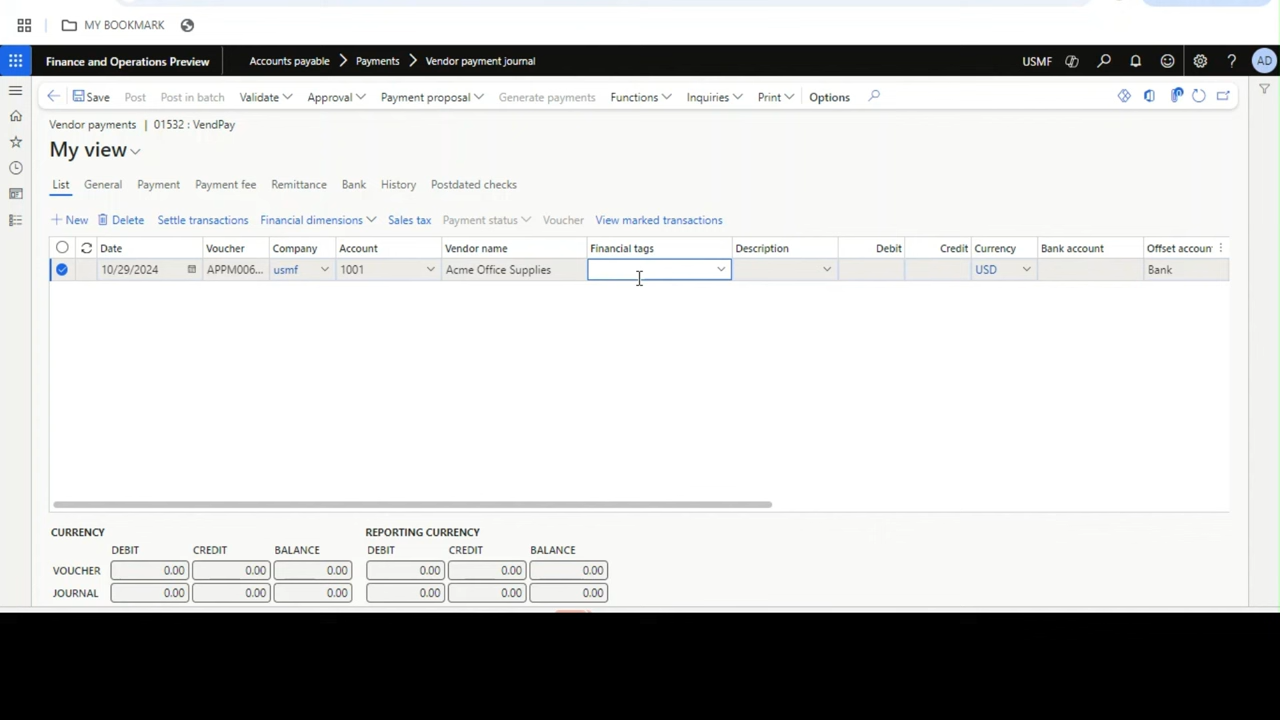 MY BOOKMARK
Finance and Operations Preview Accounts payable Payments Vendor payment journal USMF ? AD
Save Post Post in batch Validate Approval Payment proposal Generate payments Functions Inquiries Print Options
Vendor payments | 01532 : VendPay
My view
List General Payment Payment fee Remittance Bank History Postdated checks
+ New Delete Settle transactions Financial dimensions Sales tax Payment status Voucher View marked transactions
Date Voucher Company Account Vendor name Financial tags Description Debit Credit Currency Bank account Offset accoun
10/29/2024 APPM006... usmf 1001 Acme Office Supplies USD Bank
CURRENCY REPORTING CURRENCY
DEBIT CREDIT BALANCE DEBIT CREDIT BALANCE
VOUCHER 0.00 0.00 0.00 0.00 0.00 0.00
JOURNAL 0.00 0.00 0.00 0.00 0.00 0.00